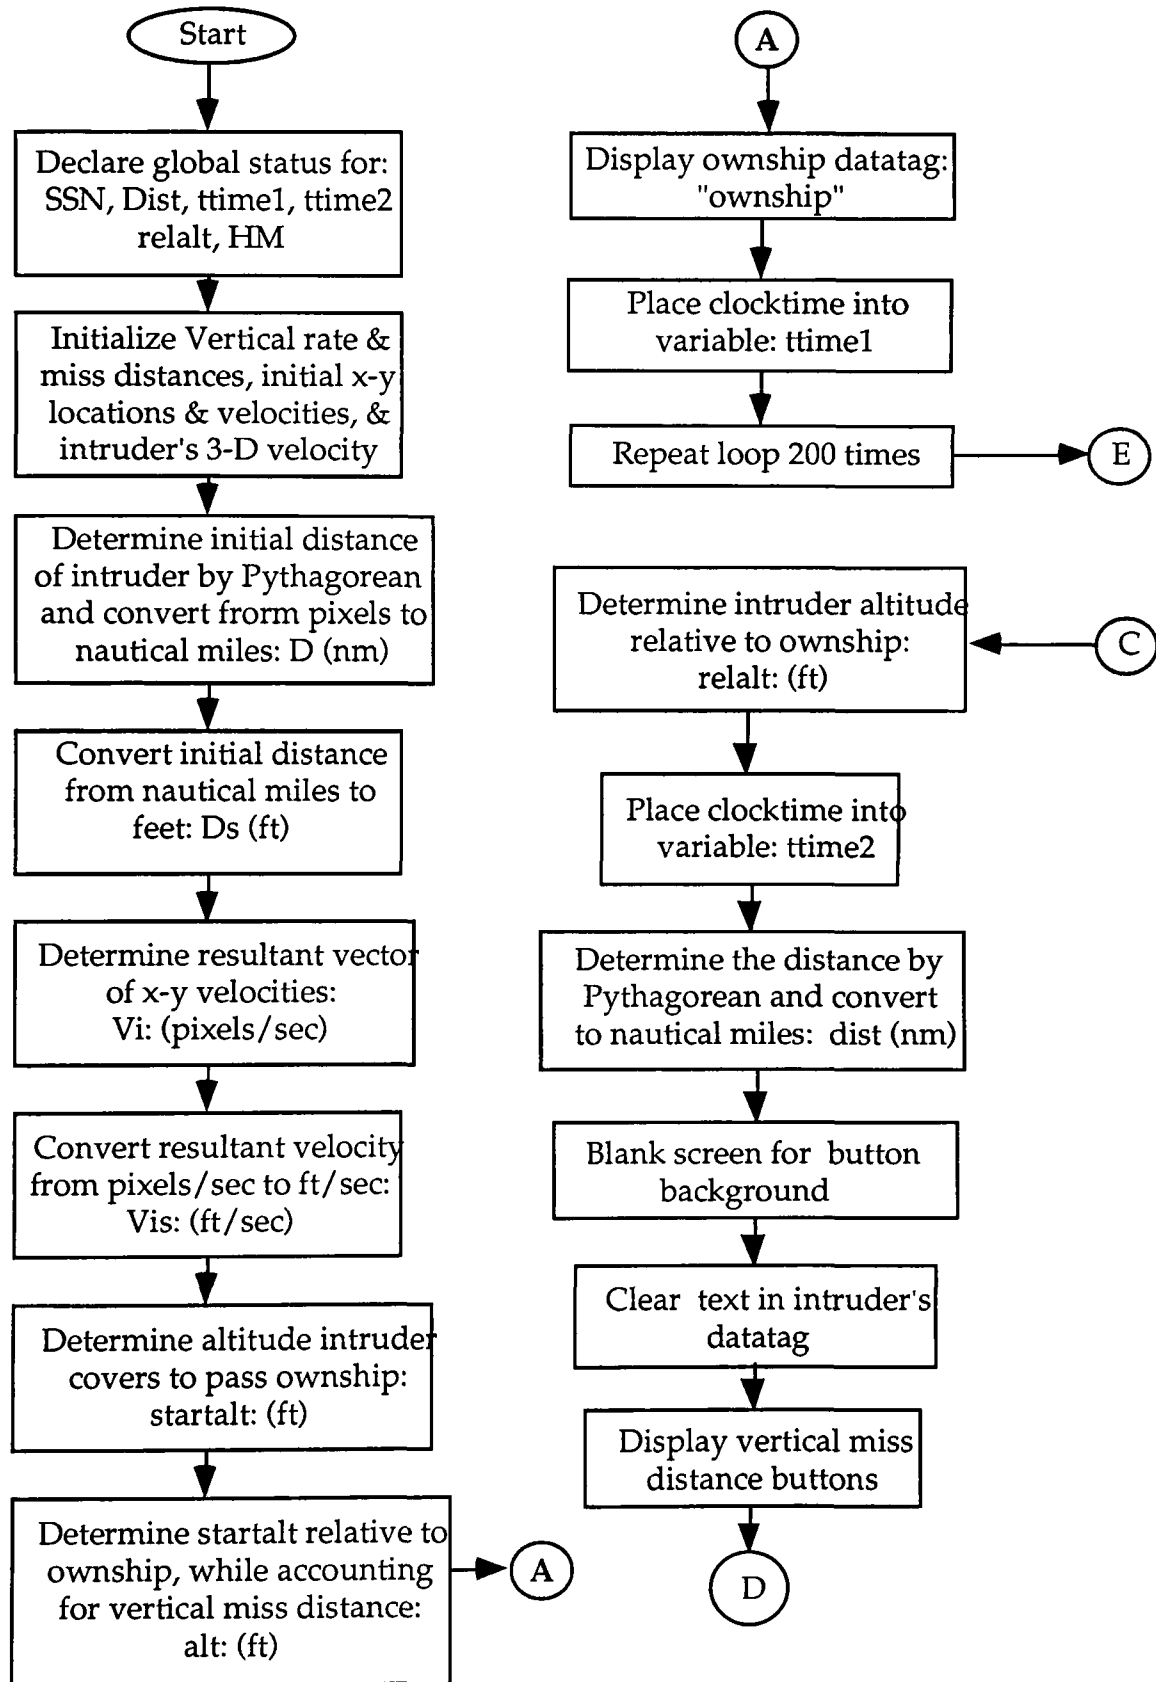 Start
Declare global status for:
SSN, Dist, ttime1, ttime2
relalt, HM
Initialize Vertical rate &
miss distances, initial x-y
locations & velocities, &
intruder's 3-D velocity
Determine initial distance
of intruder by Pythagorean
and convert frorm pixels to
nautical miles: D (nm)
Convert initial distance
from nautical miles to
feet: Ds (ft)
Determine resultant vector
of x-y velocities:
Vi: (pixels/sec)
Convert resultant velocity
from pixels/sec to ft/sec:
Vis: (ft/sec)
Determine altitude intruder
covers to pass ownship:
startalt: (ft)
Determine startalt relative to
ownship, while accounting
for vertical miss distance:
alt: (ft)
A
A
Display ownship datatag:
"ownship"
Place clocktime into
variable: ttime1
Repeat loop 200 times
E
Determine intruder altitude
relative to ownship:
relalt: (ft)
C
Place clocktime into
variable: ttime2
Determine the distance by
Pythagorean and convert
to nautical miles: dist (nm)
Blank screen for button
background
Clear text in intruder's
datatag
Display vertical miss
distance buttons
D